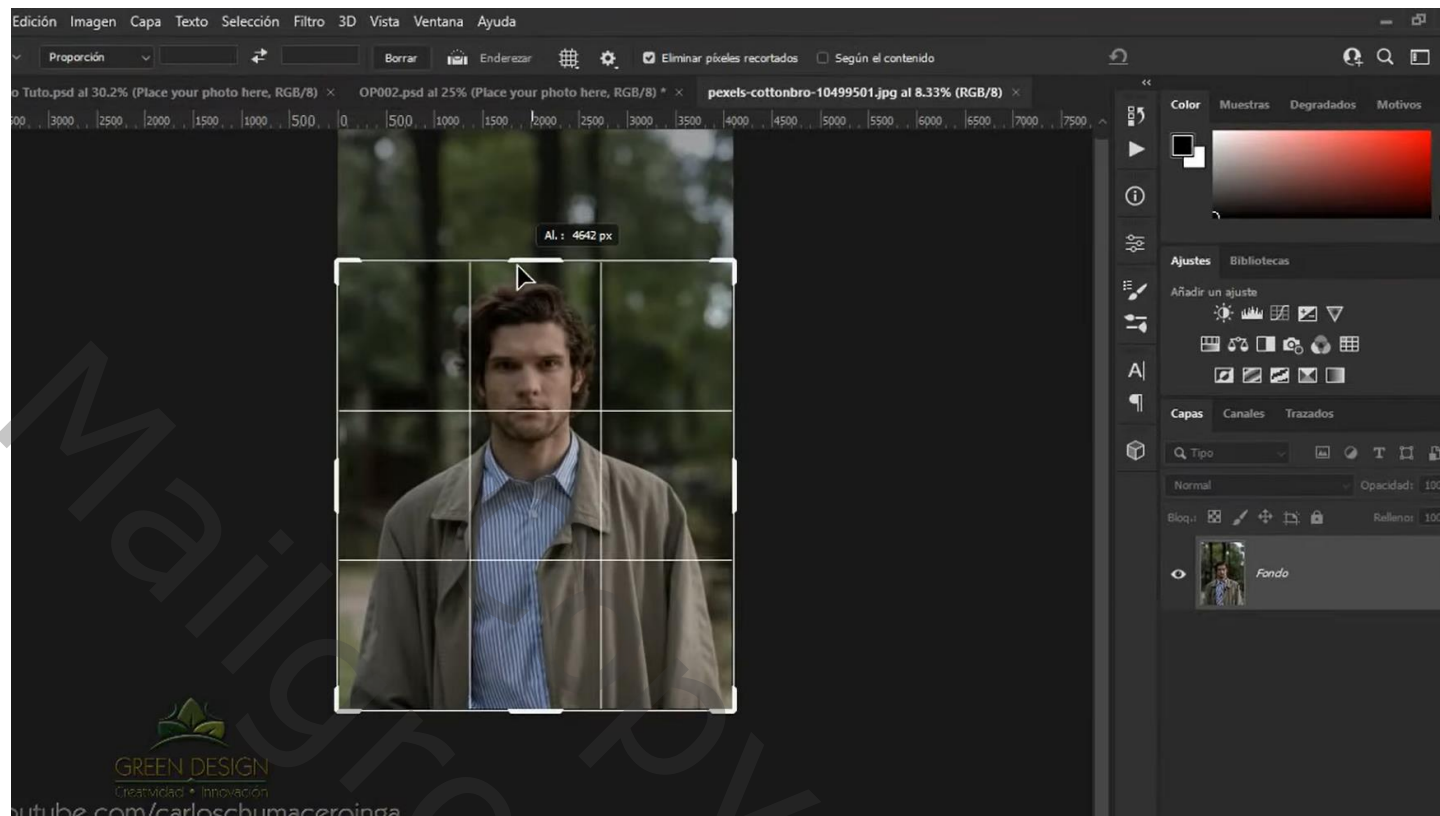 Edición Imagen Capa Texto Selección Filtro 3D Vista Ventana Ayuda
Proporción Borrar Enderezar Eliminar píxeles recortados Según el contenido
o Tuto.psd al 30.2% (Place your photo here, RGB/8) × OP002.psd al 25% (Place your photo here, RGB/8) * × pexels-cottonbro-10499501.jpg al 8.33% (RGB/8) ×
3000 2500 2000 1500 1000 500 0 500 1000 1500 2000 2500 3000 3500 4000 4500 5000 5500 6000 6500 7000 7500
Color Muestras Degradados Motivos
Al.: 4642 px
Ajustes Bibliotecas
Añadir un ajuste
Capas Canales Trazados
Tipo
Normal Opacidad: 100
Bloq.: Relleno: 100
Fondo
GREEN DESIGN
Creatividad • Innovación
outube.com/carloschumaceroinga